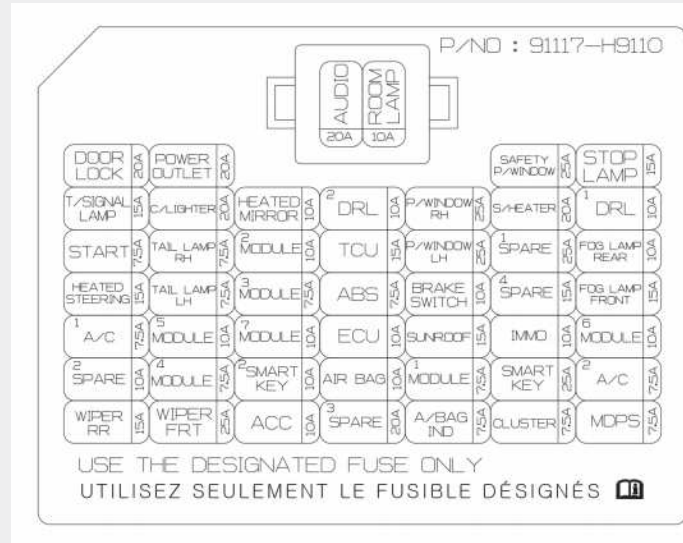 P/NO : 91117-H9110
AUDIO 20A ROOM LAMP 10A
DOOR LOCK 20A POWER OUTLET 20A SAFETY P/WINDOW 25A STOP LAMP 15A
T/SIGNAL LAMP 15A C/LIGHTER 20A HEATED MIRROR 10A 2 DRL 10A P/WINDOW RH 25A S/HEATER 20A 1 DRL 10A
START 7.5A TAIL LAMP RH 7.5A 2 MODULE 10A TCU 15A P/WINDOW LH 25A 1 SPARE 25A FOG LAMP REAR 10A
HEATED STEERING 15A TAIL LAMP LH 7.5A 3 MODULE 7.5A ABS 7.5A BRAKE SWITCH 10A 4 SPARE 15A FOG LAMP FRONT 15A
1 A/C 7.5A 5 MODULE 10A 7 MODULE 10A ECU 10A SUNROOF 15A IMMO 10A 6 MODULE 10A
2 SPARE 10A 4 MODULE 7.5A 2 SMART KEY 10A AIR BAG 10A 1 MODULE 7.5A SMART KEY 25A 2 A/C 7.5A
WIPER RR 15A WIPER FRT 25A ACC 10A 3 SPARE 20A A/BAG IND 7.5A CLUSTER 7.5A MDPS 7.5A
USE THE DESIGNATED FUSE ONLY
UTILISEZ SEULEMENT LE FUSIBLE DÉSIGNÉS